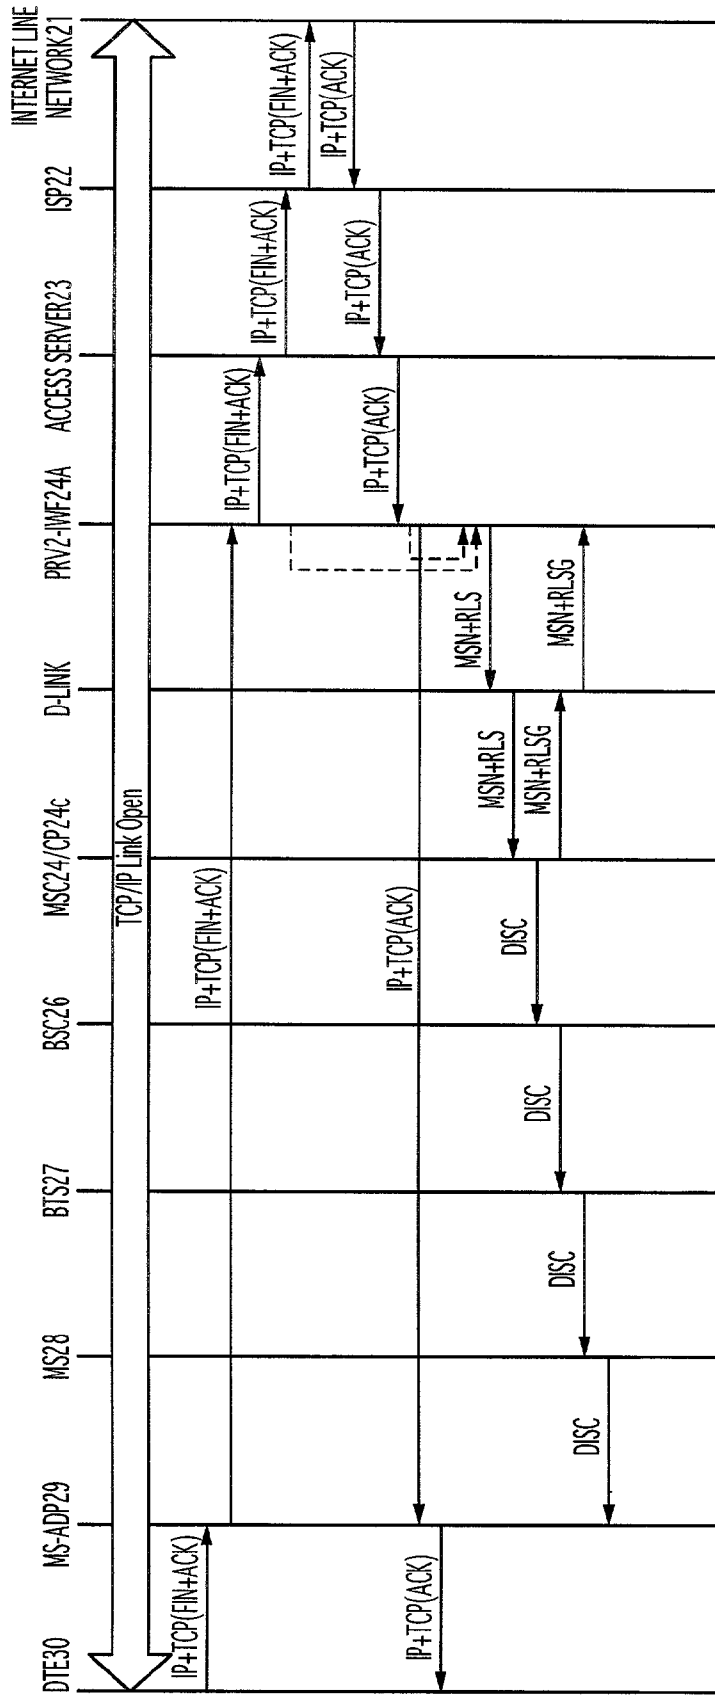 DTE30
MS-ADP29
MS28
BTS27
BSC26
MSC24/CP24c
D-LINK
PRV2-IWF24A
ACCESS SERVER23
ISP22
INTERNET LINE
NETWORK21
TCP/IP Link Open
IP+TCP(FIN+ACK)
IP+TCP(FIN+ACK)
IP+TCP(FIN+ACK)
IP+TCP(FIN+ACK)
IP+TCP(FIN+ACK)
IP+TCP(ACK)
IP+TCP(ACK)
IP+TCP(ACK)
IP+TCP(ACK)
IP+TCP(ACK)
MSN+RLS
MSN+RLS
DISC
DISC
DISC
DISC
MSN+RLSG
MSN+RLSG